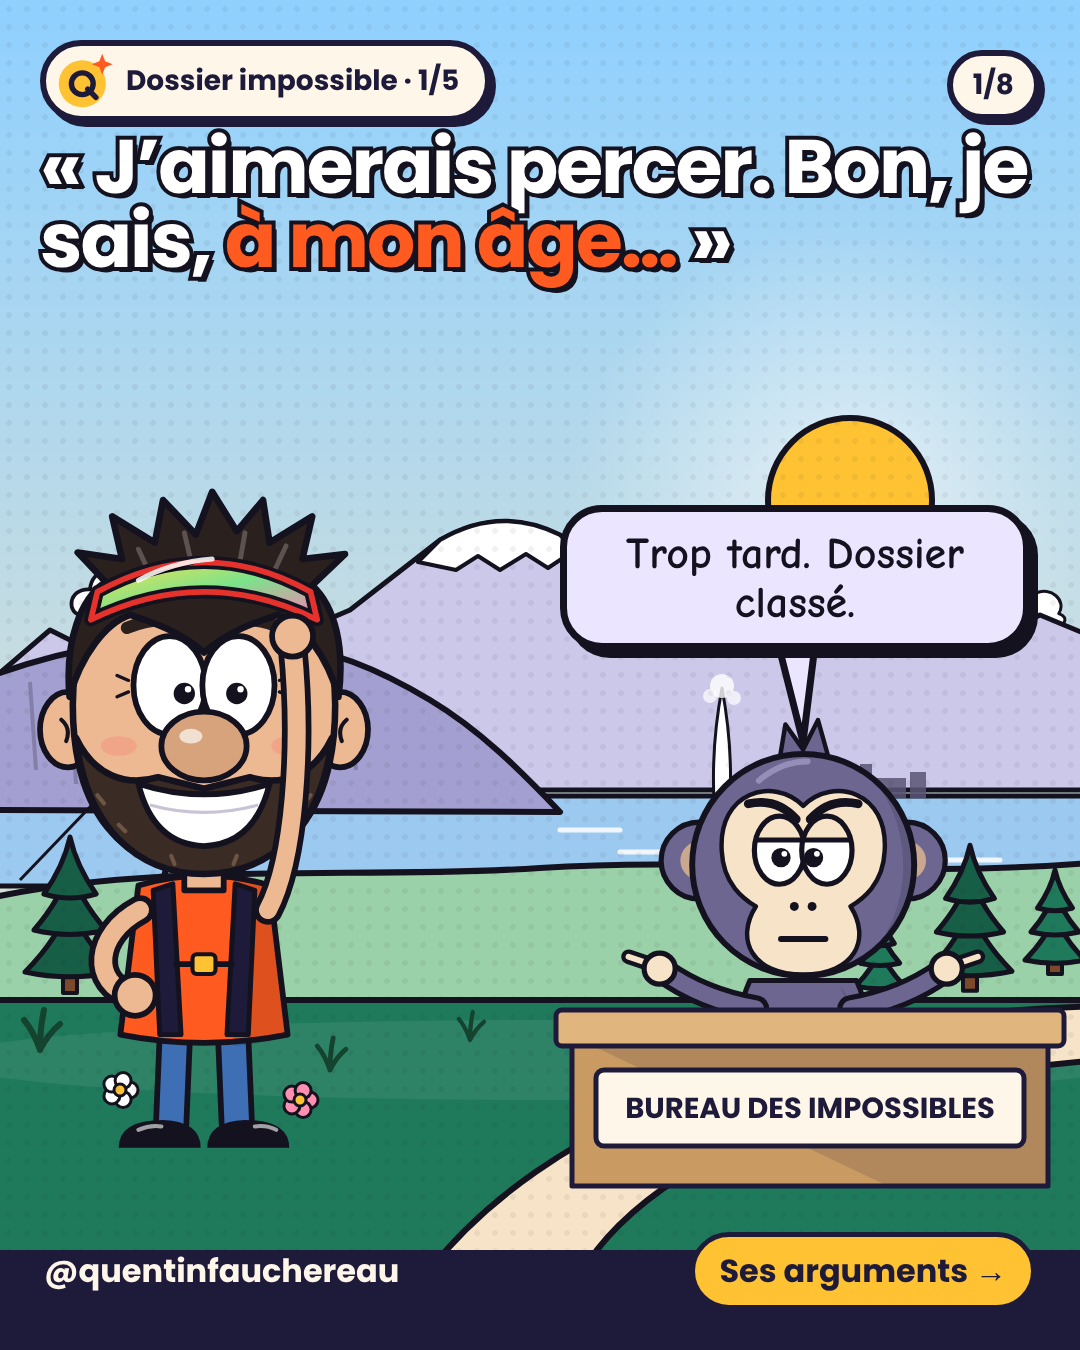 Q Dossier impossible · 1/5
1/8
« J’aimerais percer. Bon, je
sais, à mon âge... »
Trop tard. Dossier
classé.
BUREAU DES IMPOSSIBLES
@quentinfauchereau
Ses arguments →